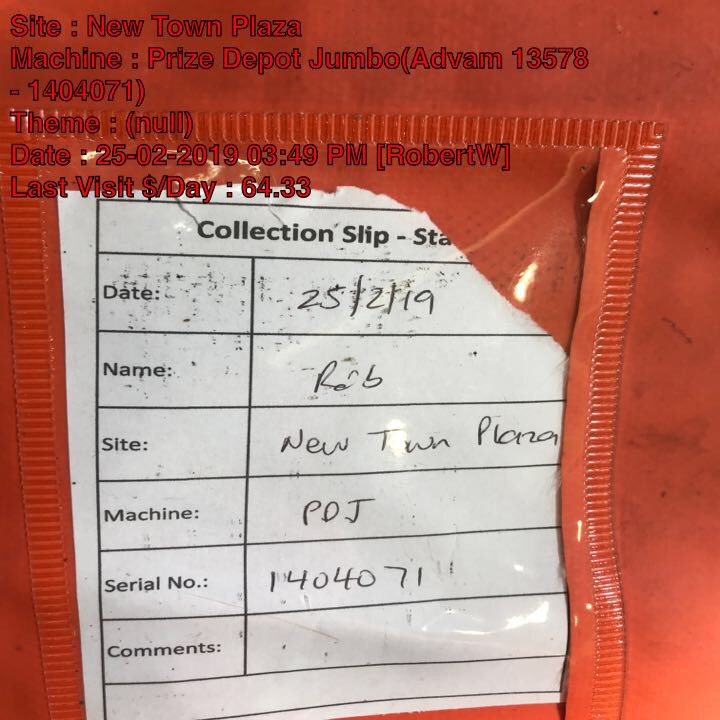 Site : New Town Plaza
Machine : Prize Depot Jumbo(Advam 13578
- 1404071)
Theme : (null)
Date : 25-02-2019 03:49 PM [RobertW]
Last Visit $/Day : 64.33
Collection Slip - Sta
Date: 25/2/19
Name: Rob
Site: New Town Plaza
Machine: PDJ
Serial No.: 1404071
Comments: